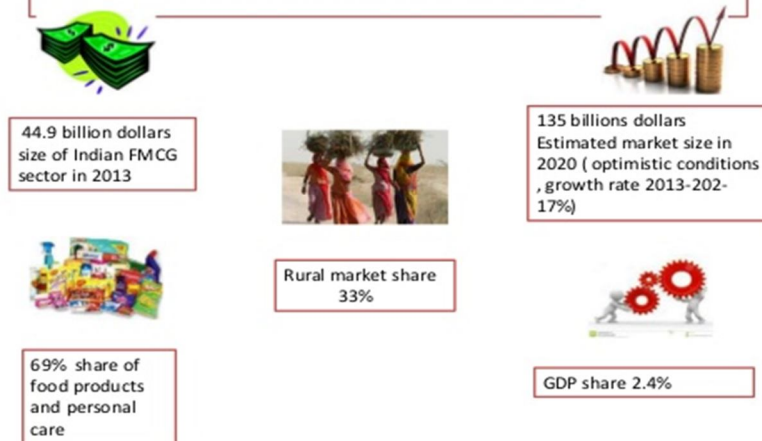 44.9 billion dollars
size of Indian FMCG
sector in 2013
135 billions dollars
Estimated market size in
2020 ( optimistic conditions
, growth rate 2013-202-
17%)
Rural market share
33%
69% share of
food products
and personal
care
GDP share 2.4%